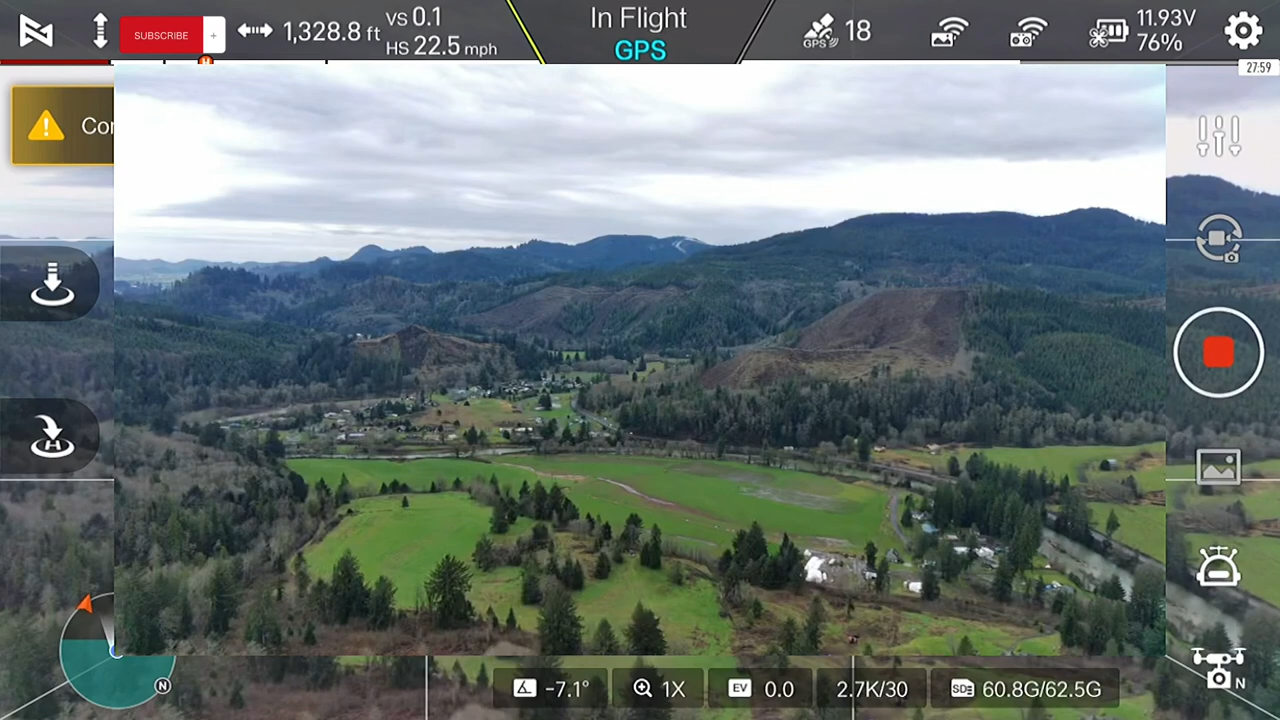 SUBSCRIBE +
1,328.8 ft
VS 0.1
HS 22.5 mph
In Flight
GPS
GPS 18
11.93V
76%
27:59
Cor
H
H
N
-7.1°
1X
EV 0.0
2.7K/30
SD 60.8G/62.5G
N